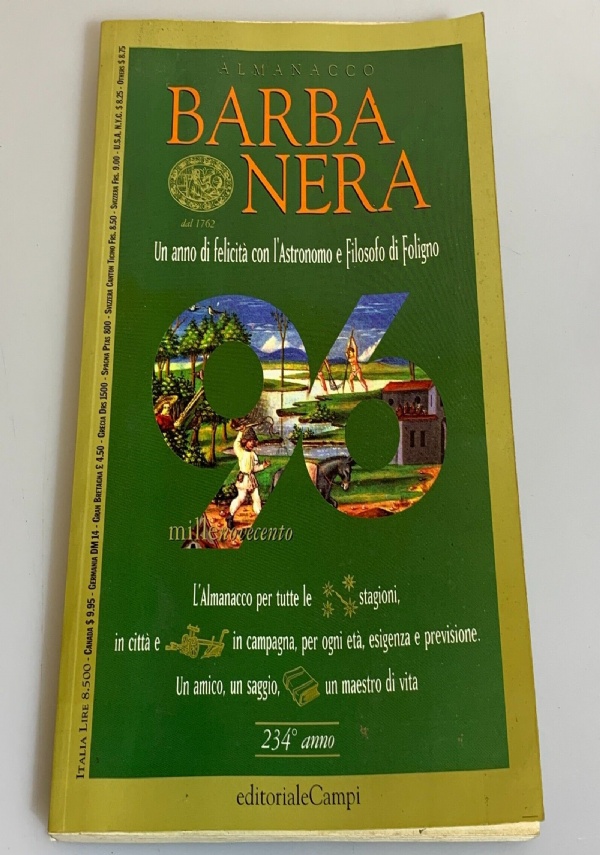 ALMANACCO
BARBA
NERA
dal 1762
Un anno di felicità con l'Astronomo e Filosofo di Foligno
96
millenovecento
L'Almanacco per tutte le stagioni,
in città e in campagna, per ogni età, esigenza e previsione.
Un amico, un saggio, un maestro di vita
234° anno
editorialeCampi
ITALIA LIRE 8.500 - CANADA $ 9.95 - GERMANIA DM 14 - GRAN BRETAGNA £ 4.50 - GRECIA DRS 1500 - SPAGNA PTAS 800 - SVIZZERA CANTON TICINO FRS. 8.50 - SVIZZERA FRS. 9.00 - U.S.A. N.Y.C. $ 8.25 - OTHERS $ 8.75